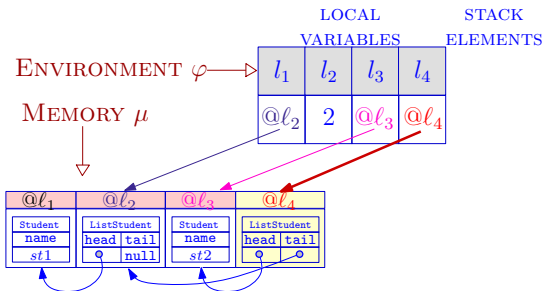 LOCAL VARIABLES
STACK ELEMENTS
ENVIRONMENT φ
l₁ l₂ l₃ l₄
@ℓ₂ 2 @ℓ₃ @ℓ₄
MEMORY μ
@ℓ₁ @ℓ₂ @ℓ₃ @ℓ₄
Student ListStudent Student ListStudent
name head tail name head tail
st1 null st2